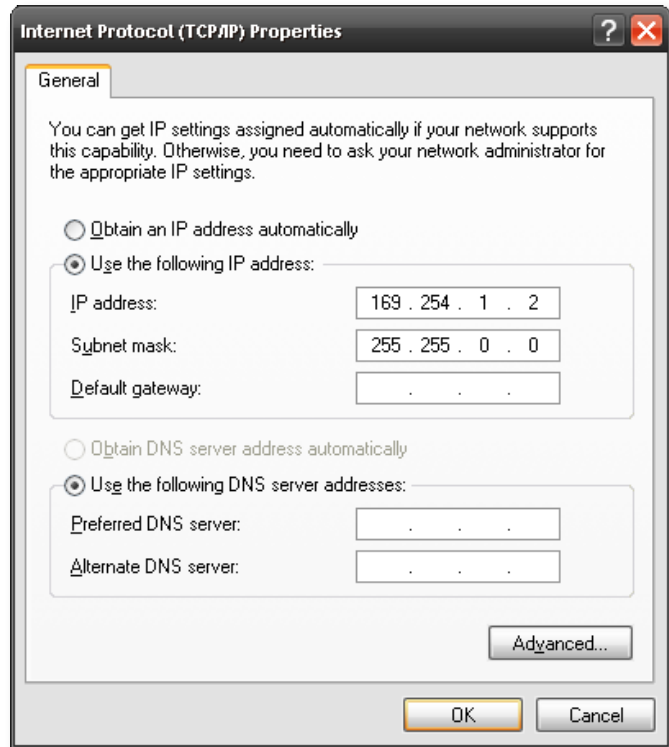 Internet Protocol (TCP/IP) Properties
General
You can get IP settings assigned automatically if your network supports
this capability. Otherwise, you need to ask your network administrator for
the appropriate IP settings.
Obtain an IP address automatically
Use the following IP address:
IP address: 169 . 254 . 1 . 2
Subnet mask: 255 . 255 . 0 . 0
Default gateway: . . .
Obtain DNS server address automatically
Use the following DNS server addresses:
Preferred DNS server: . . .
Alternate DNS server: . . .
Advanced...
OK Cancel